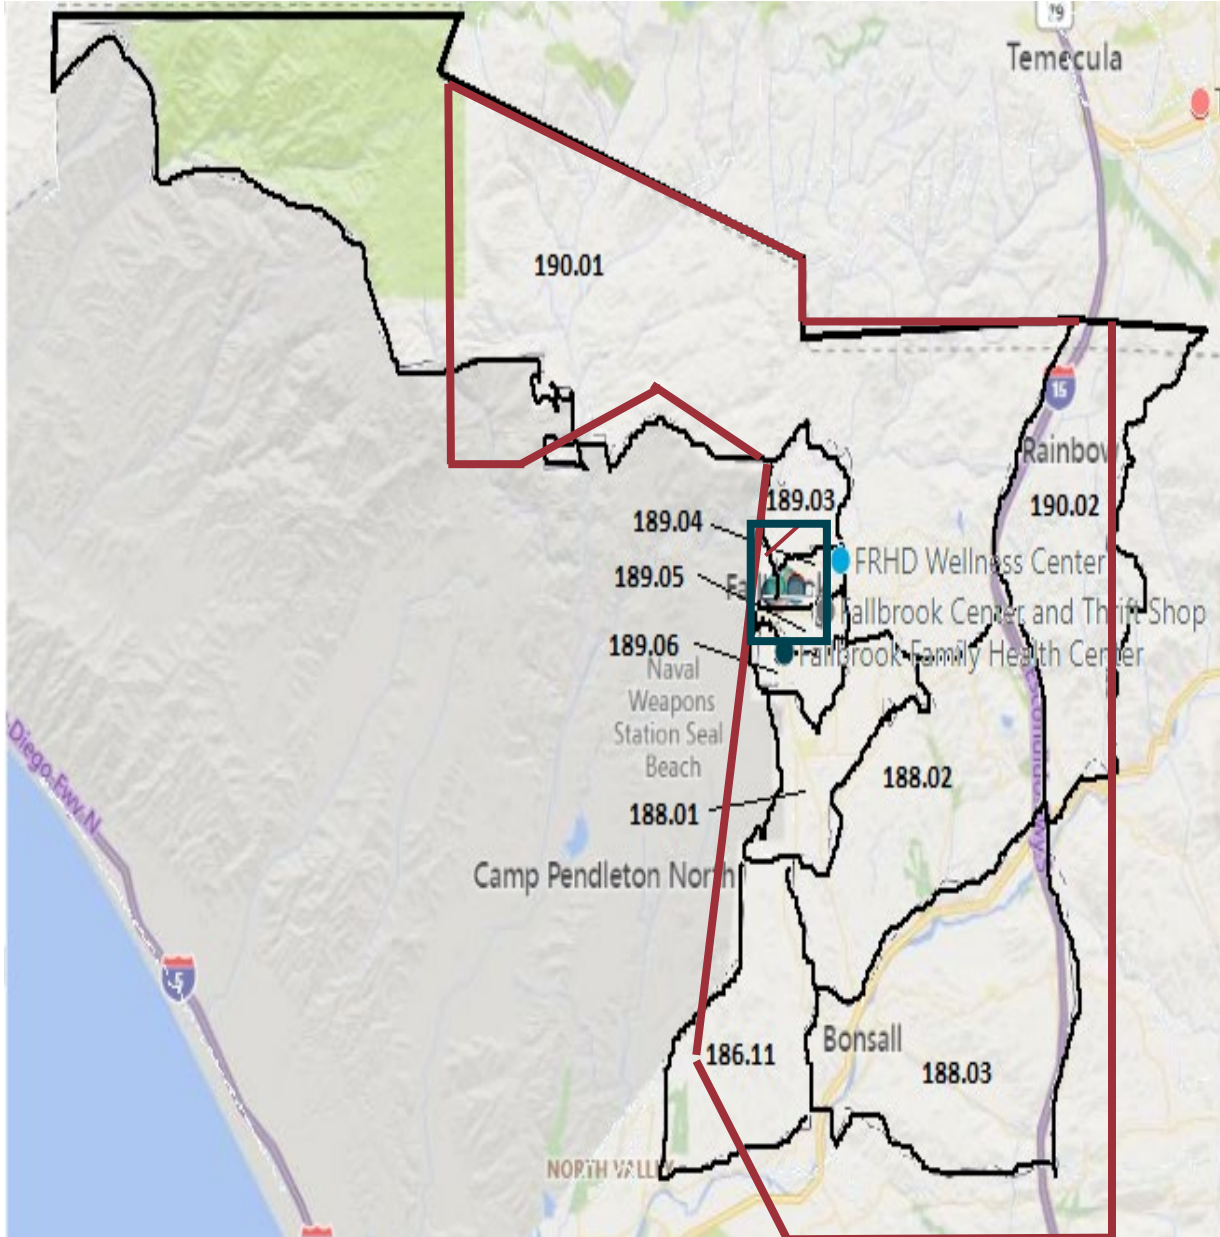 79
Temecula
190.01
15
Rainbow
190.02
189.03
189.04
FRHD Wellness Center
189.05
Fallbrook Center and Thrift Shop
189.06
Fallbrook Family Health Center
Naval
Weapons
Station Seal
Beach
188.02
Diego Fwy N
188.01
Camp Pendleton North
5
Bonsall
186.11
188.03